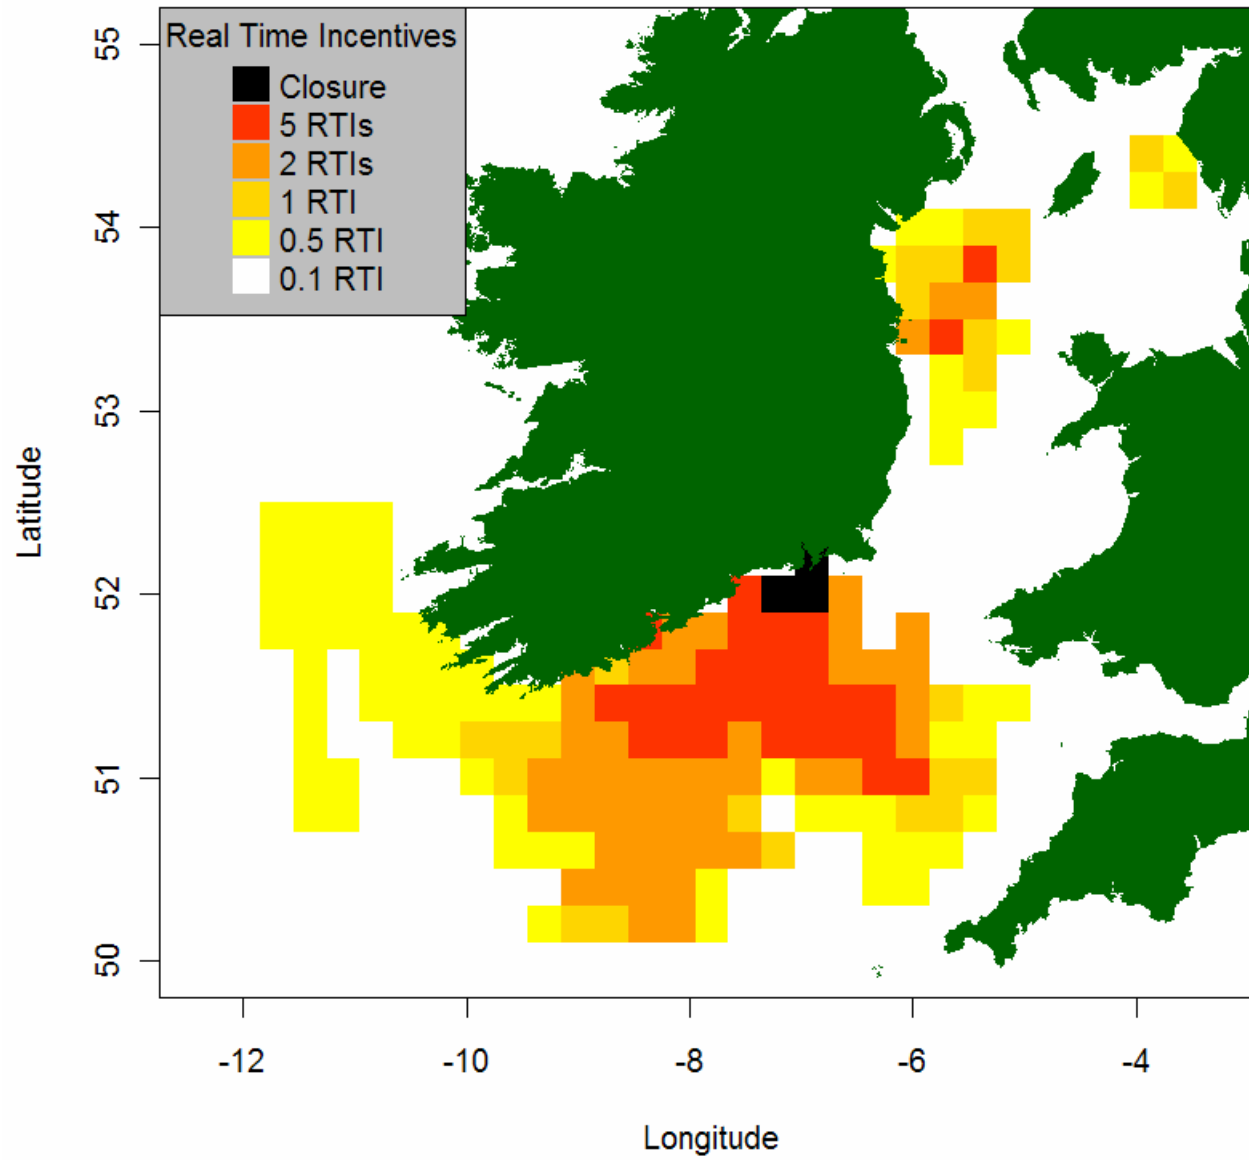 Real Time Incentives
Closure
5 RTIs
2 RTIs
1 RTI
0.5 RTI
0.1 RTI
55
54
53
52
51
50
Latitude
-12
-10
-8
-6
-4
Longitude